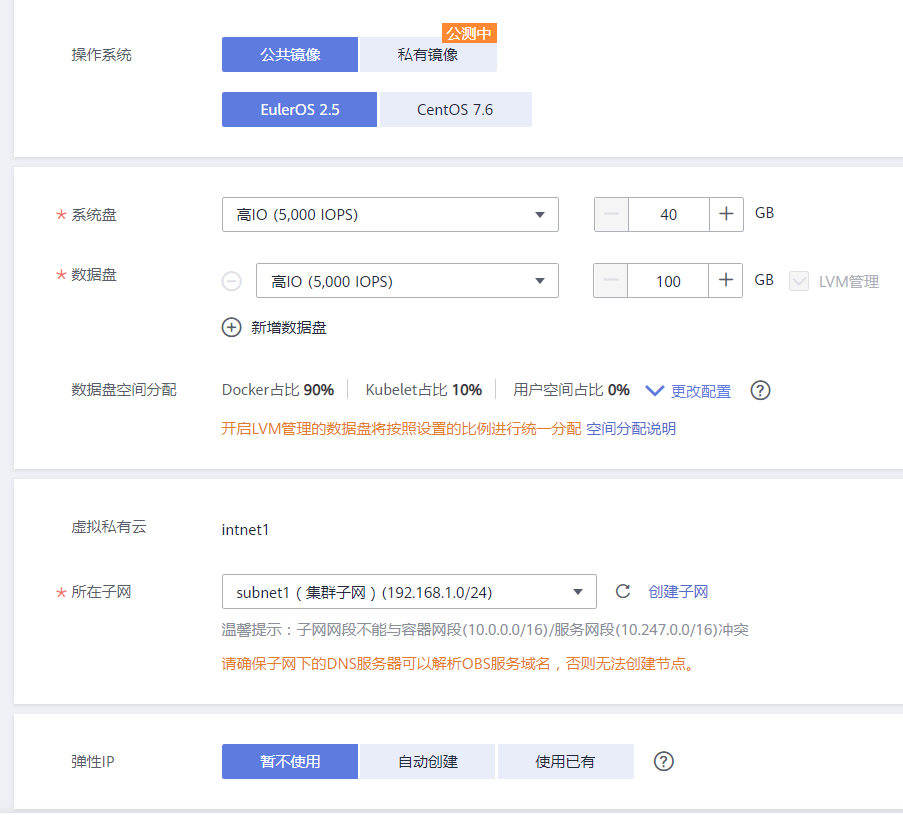 公测中
操作系统 公共镜像 私有镜像
EulerOS 2.5 CentOS 7.6
* 系统盘 高IO (5,000 IOPS) − 40 + GB
* 数据盘 高IO (5,000 IOPS) − 100 + GB LVM管理
新增数据盘
数据盘空间分配 Docker占比 90% Kubelet占比 10% 用户空间占比 0% 更改配置 ?
开启LVM管理的数据盘将按照设置的比例进行统一分配 空间分配说明
虚拟私有云 intnet1
* 所在子网 subnet1（集群子网）(192.168.1.0/24) 创建子网
温馨提示：子网网段不能与容器网段(10.0.0.0/16)/服务网段(10.247.0.0/16)冲突
请确保子网下的DNS服务器可以解析OBS服务域名，否则无法创建节点。
弹性IP 暂不使用 自动创建 使用已有 ?